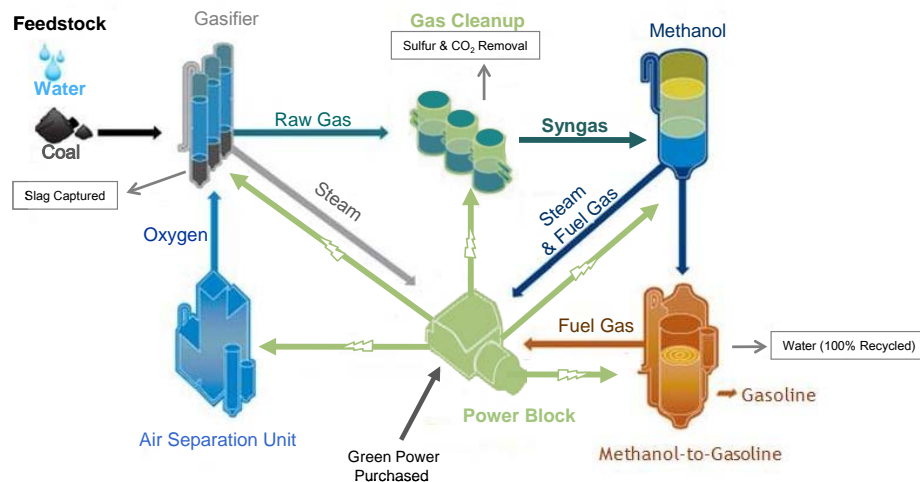 Feedstock
Gasifier
Gas Cleanup
Methanol
Sulfur & CO₂ Removal
Water
Raw Gas
Syngas
Coal
Slag Captured
Steam
Steam
& Fuel Gas
Oxygen
Fuel Gas
Water (100% Recycled)
Gasoline
Power Block
Air Separation Unit
Green Power
Purchased
Methanol-to-Gasoline